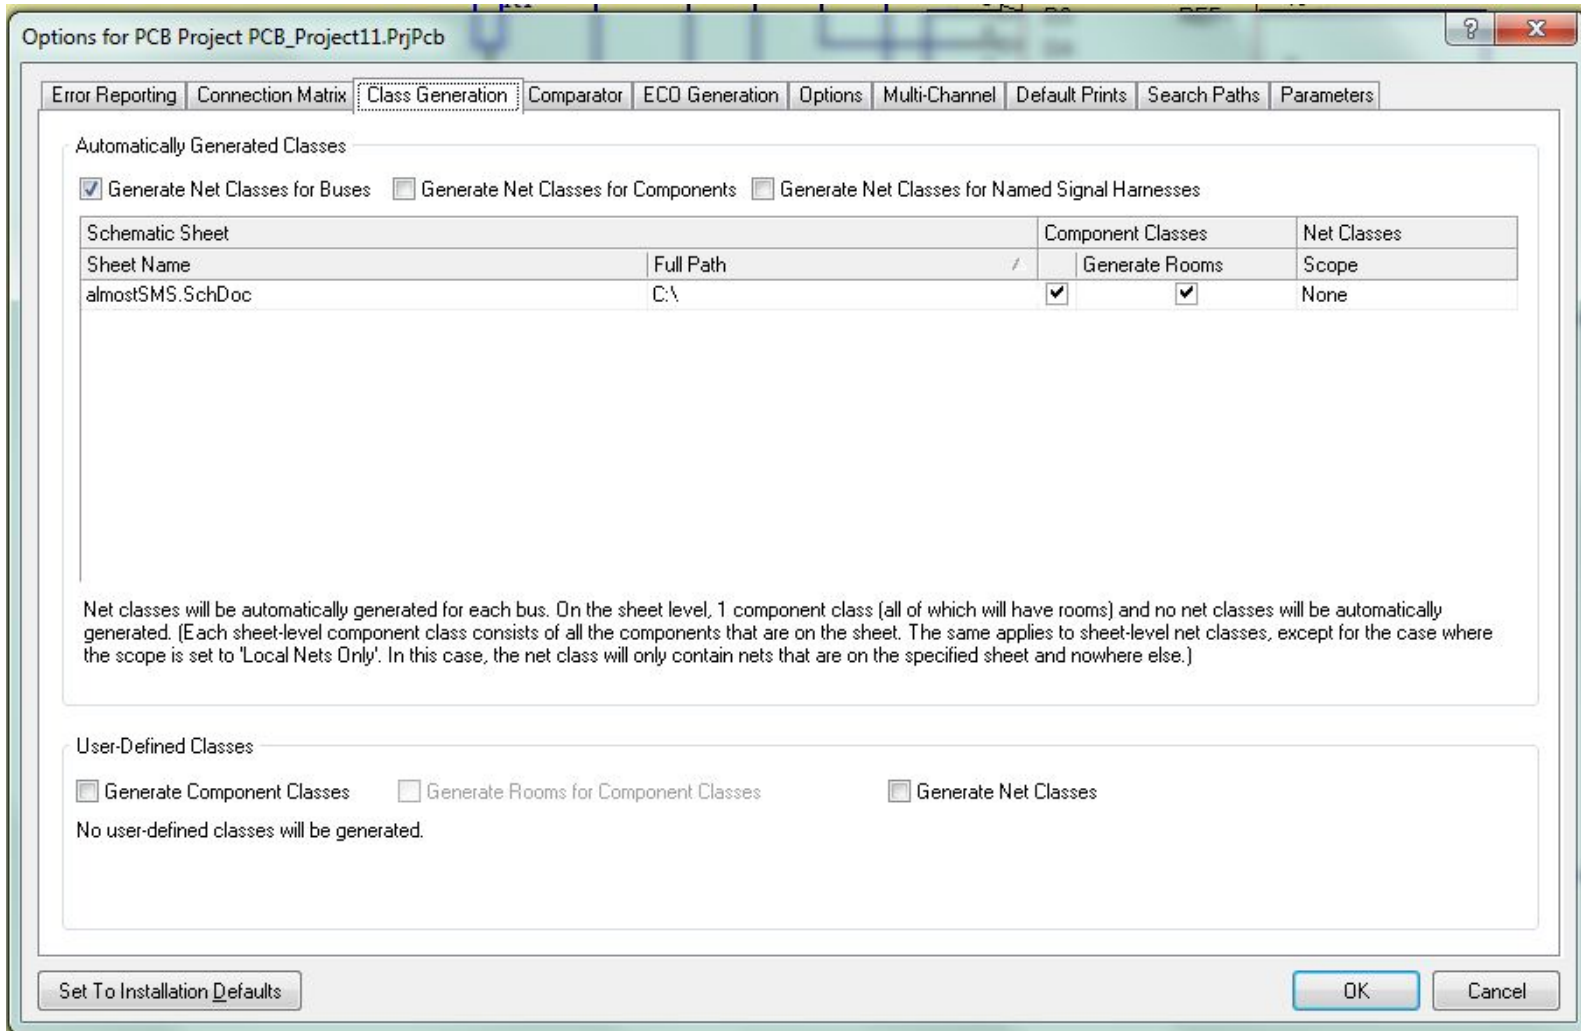 Options for PCB Project PCB_Project11.PrjPcb
Error Reporting Connection Matrix Class Generation Comparator ECO Generation Options Multi-Channel Default Prints Search Paths Parameters
Automatically Generated Classes
Generate Net Classes for Buses Generate Net Classes for Components Generate Net Classes for Named Signal Harnesses
Schematic Sheet Component Classes Net Classes
Sheet Name Full Path Generate Rooms Scope
almostSMS.SchDoc C:\ None
Net classes will be automatically generated for each bus. On the sheet level, 1 component class (all of which will have rooms) and no net classes will be automatically
generated. (Each sheet-level component class consists of all the components that are on the sheet. The same applies to sheet-level net classes, except for the case where
the scope is set to 'Local Nets Only'. In this case, the net class will only contain nets that are on the specified sheet and nowhere else.)
User-Defined Classes
Generate Component Classes Generate Rooms for Component Classes Generate Net Classes
No user-defined classes will be generated.
Set To Installation Defaults OK Cancel